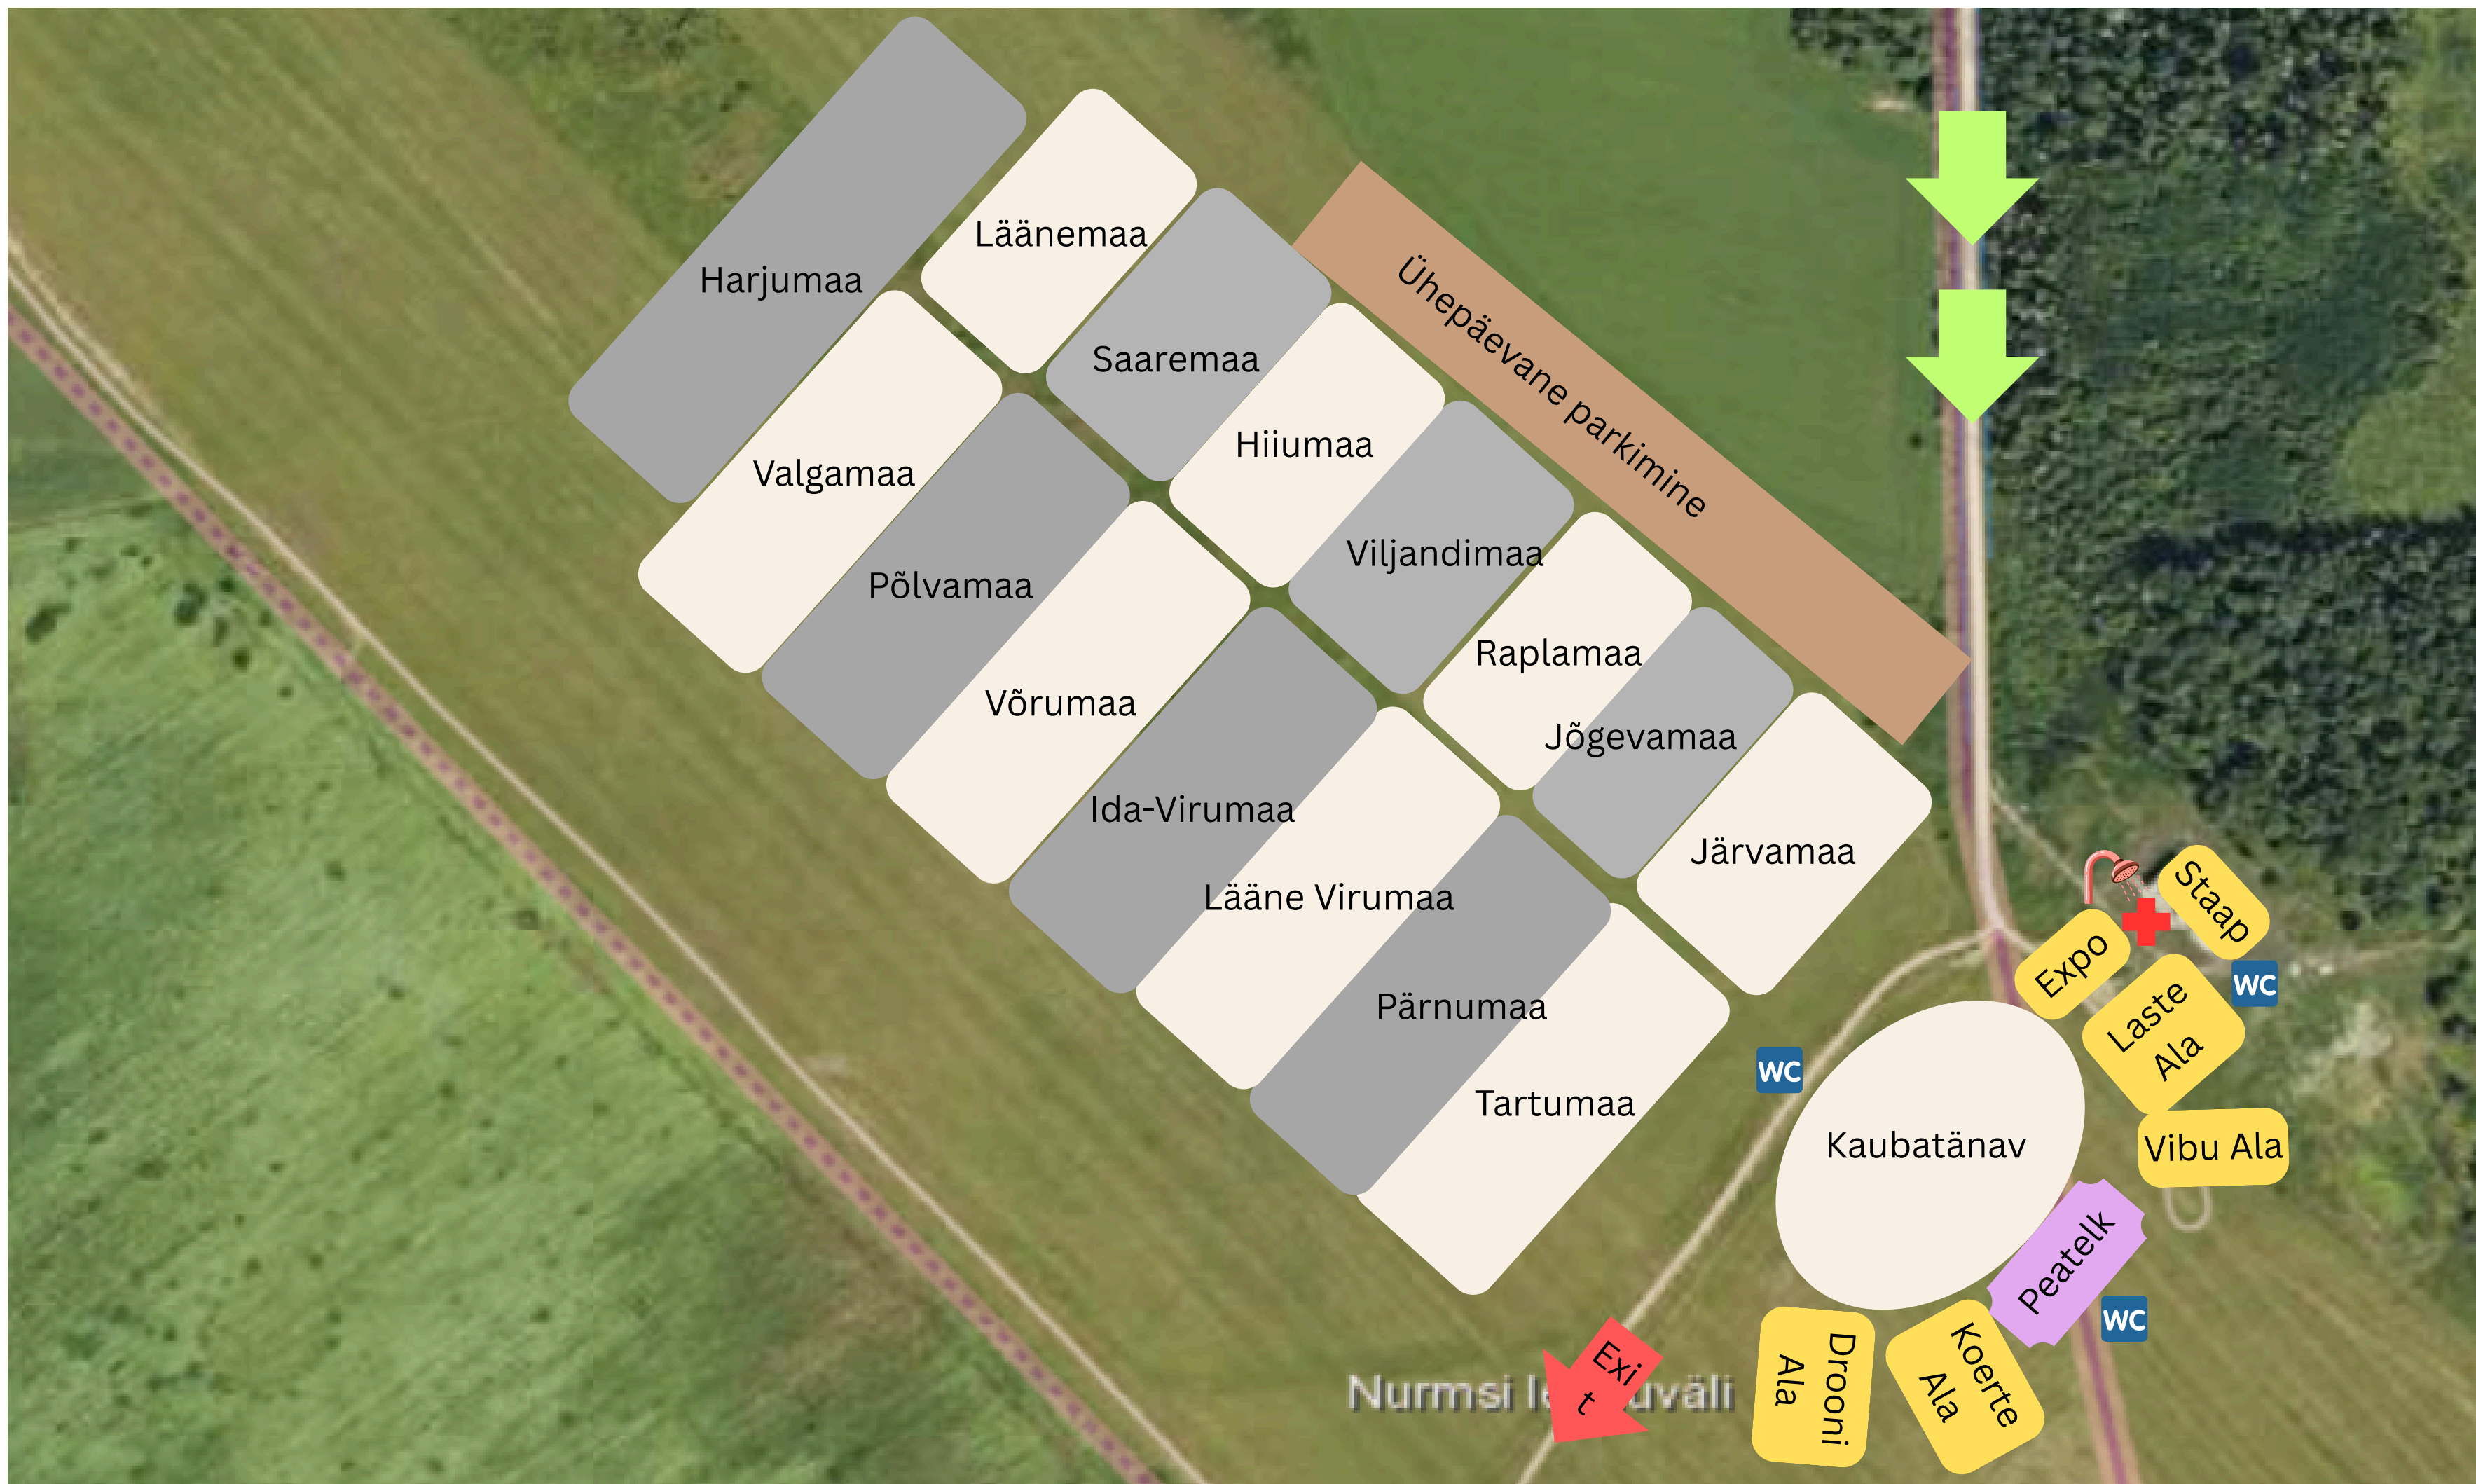 Harjumaa
Läänemaa
Saaremaa
Hiiumaa
Viljandimaa
Raplamaa
Jõgevamaa
Järvamaa
Valgamaa
Põlvamaa
Võrumaa
Ida-Virumaa
Lääne Virumaa
Pärnumaa
Tartumaa
Ühepäevane parkimine
Staap
Expo
WC
Laste
Ala
WC
Vibu Ala
Kaubatänav
Peatelk
WC
Koerte
Ala
Drooni
Ala
Exi
t
Nurmsi